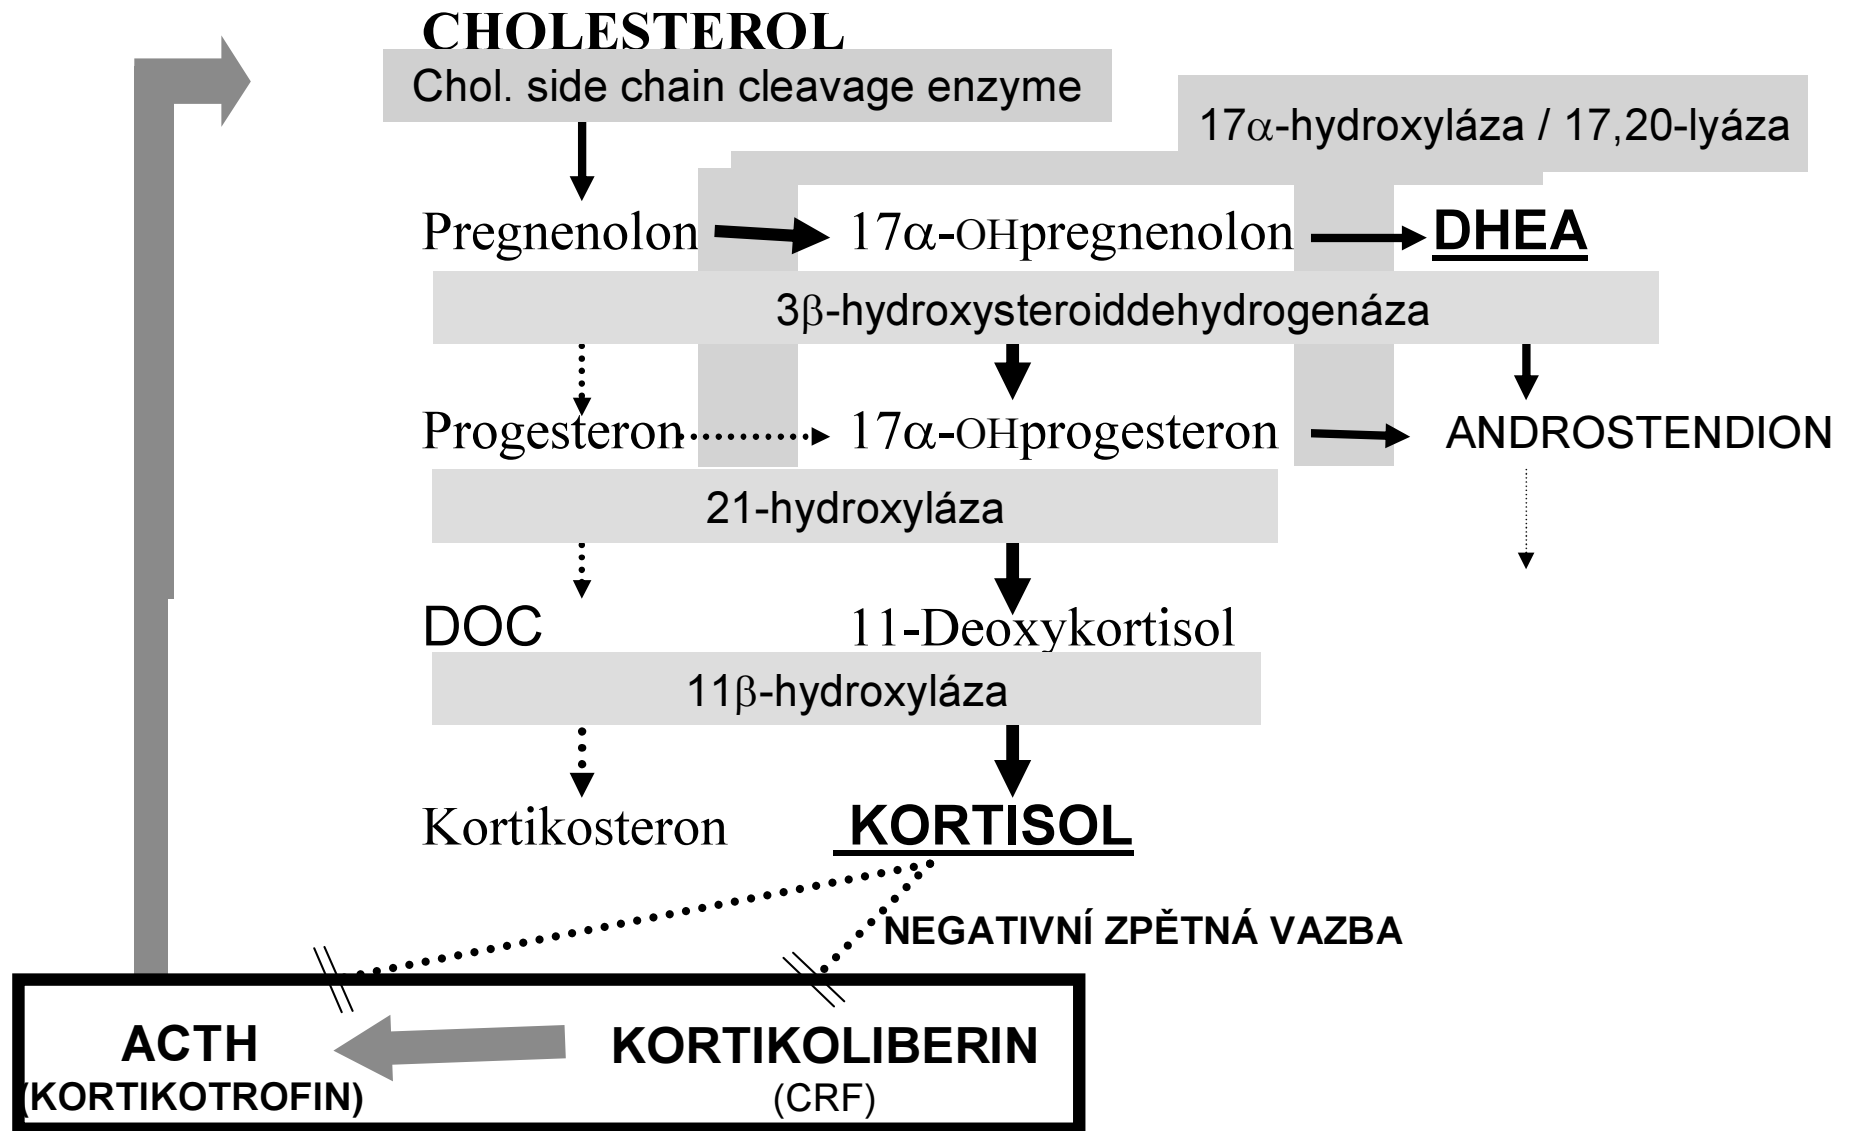 CHOLESTEROL
Chol. side chain cleavage enzyme
17α-hydroxyláza / 17,20-lyáza
Pregnenolon 17α-OHpregnenolon DHEA
3β-hydroxysteroiddehydrogenáza
Progesteron 17α-OHprogesteron ANDROSTENDION
21-hydroxyláza
DOC 11-Deoxykortisol
11β-hydroxyláza
Kortikosteron KORTISOL
NEGATIVNÍ ZPĚTNÁ VAZBA
ACTH KORTIKOLIBERIN
(KORTIKOTROFIN) (CRF)